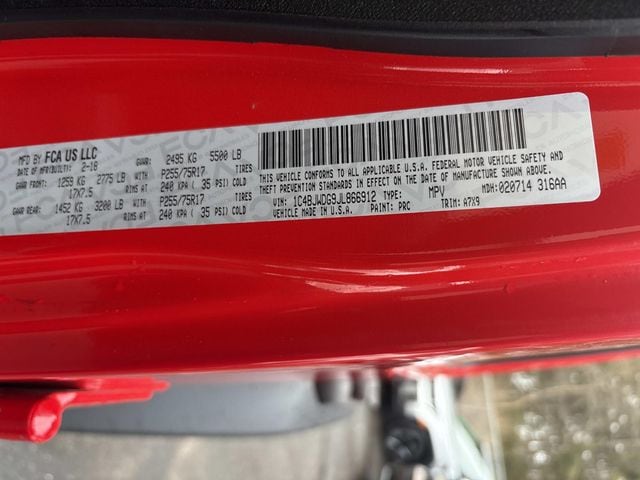 MFD BY FCA US LLC
DATE OF MFR(BUILT): 2-18 GVWR: 2495 KG 5500 LB
GAWR FRONT: 1259 KG 2775 LB P255/75R17 TIRES
17X7.5 RIMS AT 240 KPA ( 35 PSI) COLD
GAWR REAR: 1452 KG 3200 LB P255/75R17 TIRES
17X7.5 RIMS AT 240 KPA ( 35 PSI) COLD
THIS VEHICLE CONFORMS TO ALL APPLICABLE U.S.A. FEDERAL MOTOR VEHICLE SAFETY AND
THEFT PREVENTION STANDARDS IN EFFECT ON THE DATE OF MANUFACTURE SHOWN ABOVE.
VIN: 1C4BJWDG9JL866912 TYPE: MPV MDH: 020714 316AA
VEHICLE MADE IN U.S.A. PAINT: PRC TRIM: A7X9